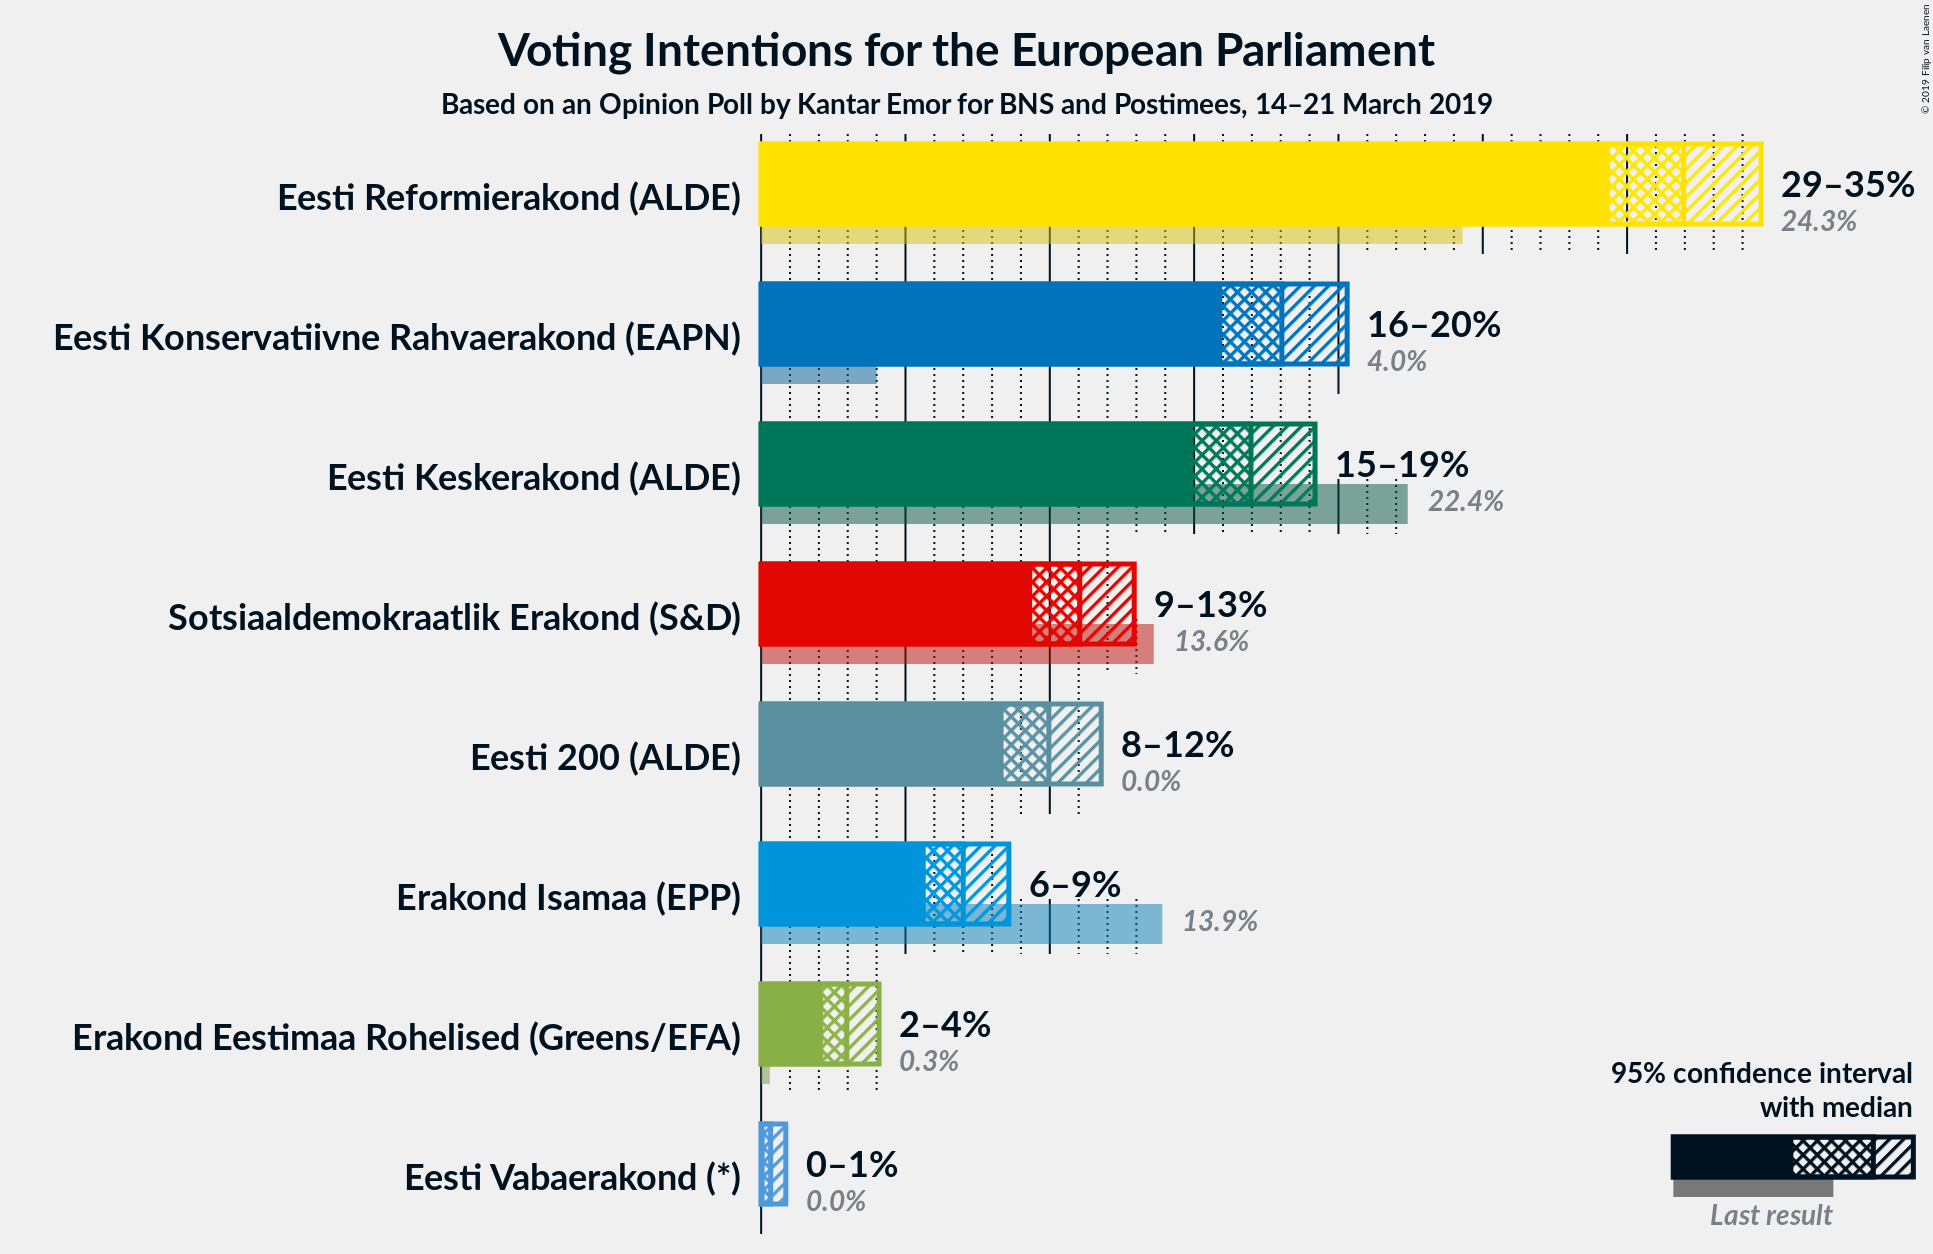 Voting Intentions for the European Parliament
Based on an Opinion Poll by Kantar Emor for BNS and Postimees, 14–21 March 2019
© 2019 Filip van Laenen
Eesti Reformierakond (ALDE)
29–35%
24.3%
Eesti Konservatiivne Rahvaerakond (EAPN)
16–20%
4.0%
Eesti Keskerakond (ALDE)
15–19%
22.4%
Sotsiaaldemokraatlik Erakond (S&D)
9–13%
13.6%
Eesti 200 (ALDE)
8–12%
0.0%
Erakond Isamaa (EPP)
6–9%
13.9%
Erakond Eestimaa Rohelised (Greens/EFA)
2–4%
0.3%
Eesti Vabaerakond (*)
0–1%
0.0%
95% confidence interval
with median
Last result